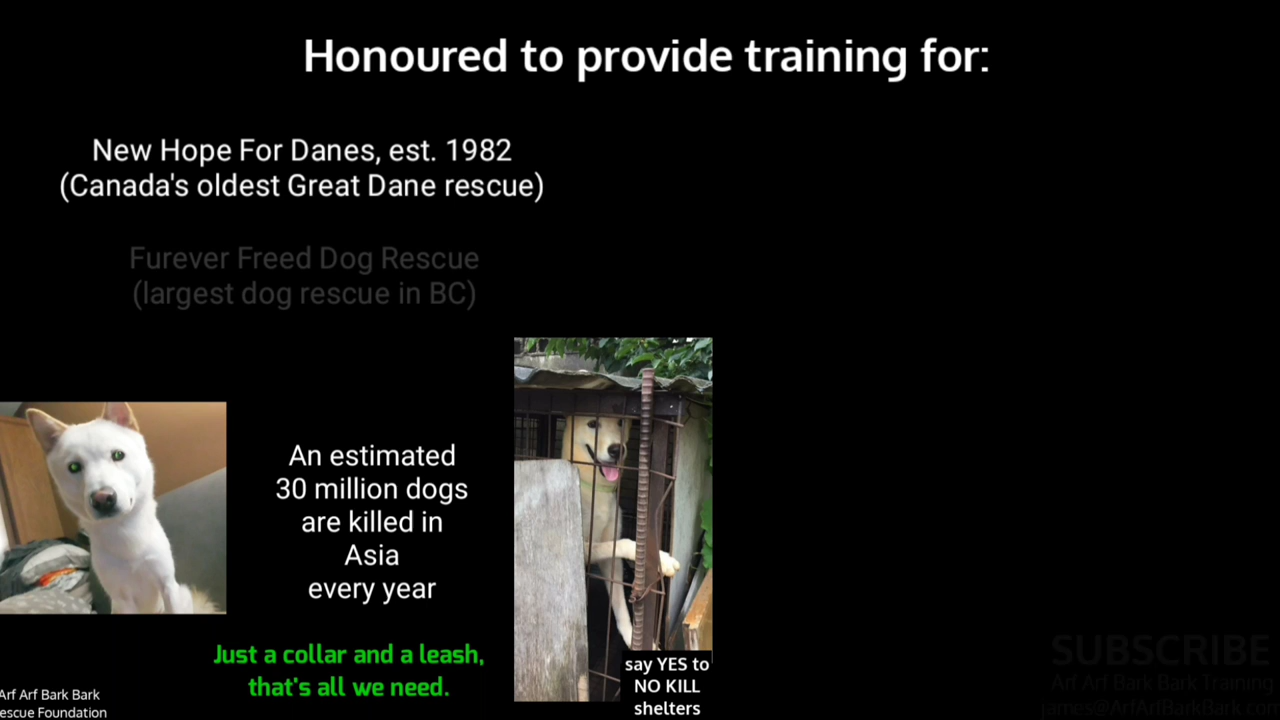 Honoured to provide training for:
New Hope For Danes, est. 1982
(Canada's oldest Great Dane rescue)
Furever Freed Dog Rescue
(largest dog rescue in BC)
An estimated
30 million dogs
are killed in
Asia
every year
Just a collar and a leash,
that's all we need.
say YES to
NO KILL
shelters
Arf Arf Bark Bark
escue Foundation
SUBSCRIBE
Arf Arf Bark Bark Training
james@ArfArfBarkBark.com